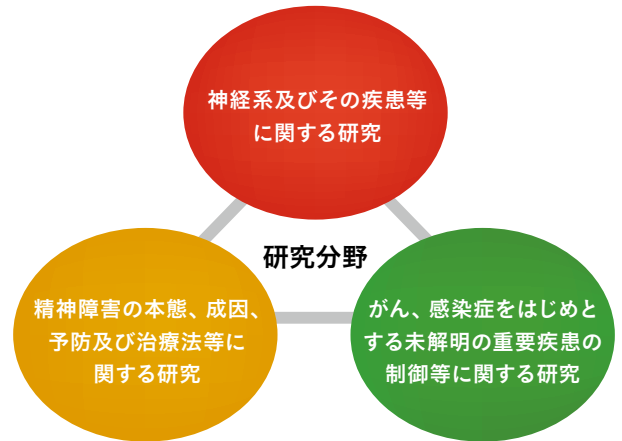 神経系及びその疾患等
に関する研究
研究分野
精神障害の本態、成因、
予防及び治療法等に
関する研究
がん、感染症をはじめと
する未解明の重要疾患の
制御等に関する研究